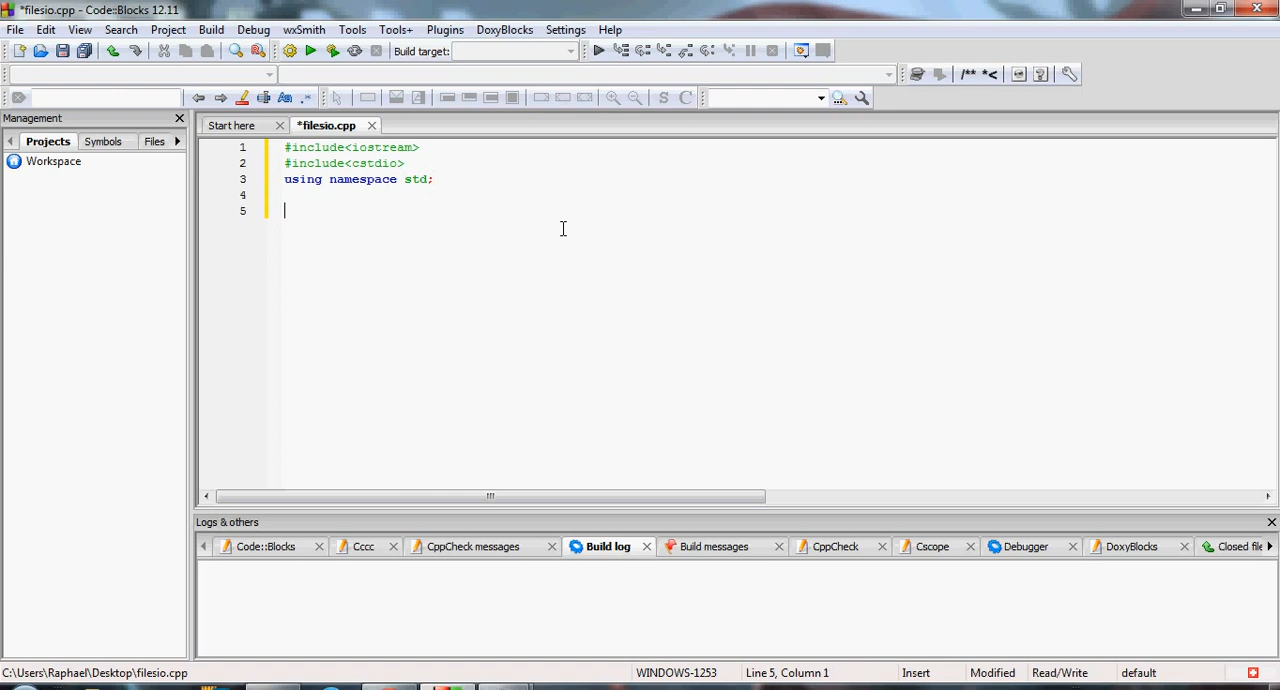 *filesio.cpp - Code::Blocks 12.11
File Edit View Search Project Build Debug wxSmith Tools Tools+ Plugins DoxyBlocks Settings Help
Build target:
/** *<
S C
Management
Projects Symbols Files
Workspace
Start here *filesio.cpp
1 #include<iostream>
2 #include<cstdio>
3 using namespace std;
4
5
Logs & others
Code::Blocks Cccc CppCheck messages Build log Build messages CppCheck Cscope Debugger DoxyBlocks Closed file
C:\Users\Raphael\Desktop\filesio.cpp WINDOWS-1253 Line 5, Column 1 Insert Modified Read/Write default